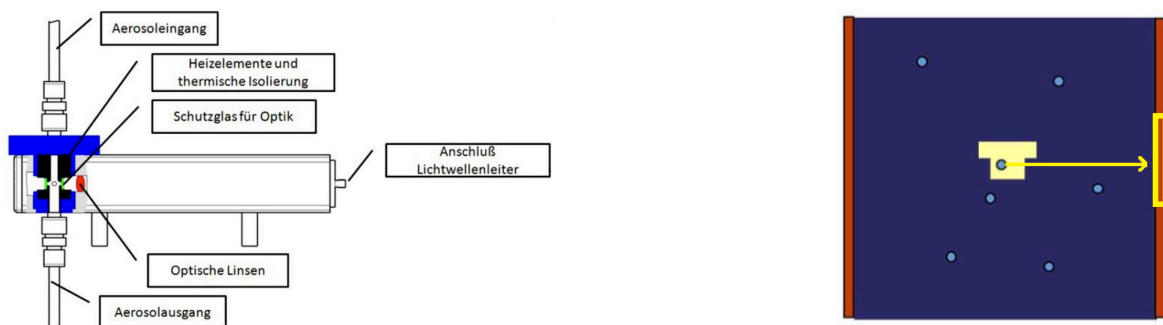 Aerosoleingang
Heizelemente und
thermische Isolierung
Schutzglas für Optik
Anschluß
Lichtwellenleiter
Optische Linsen
Aerosolausgang